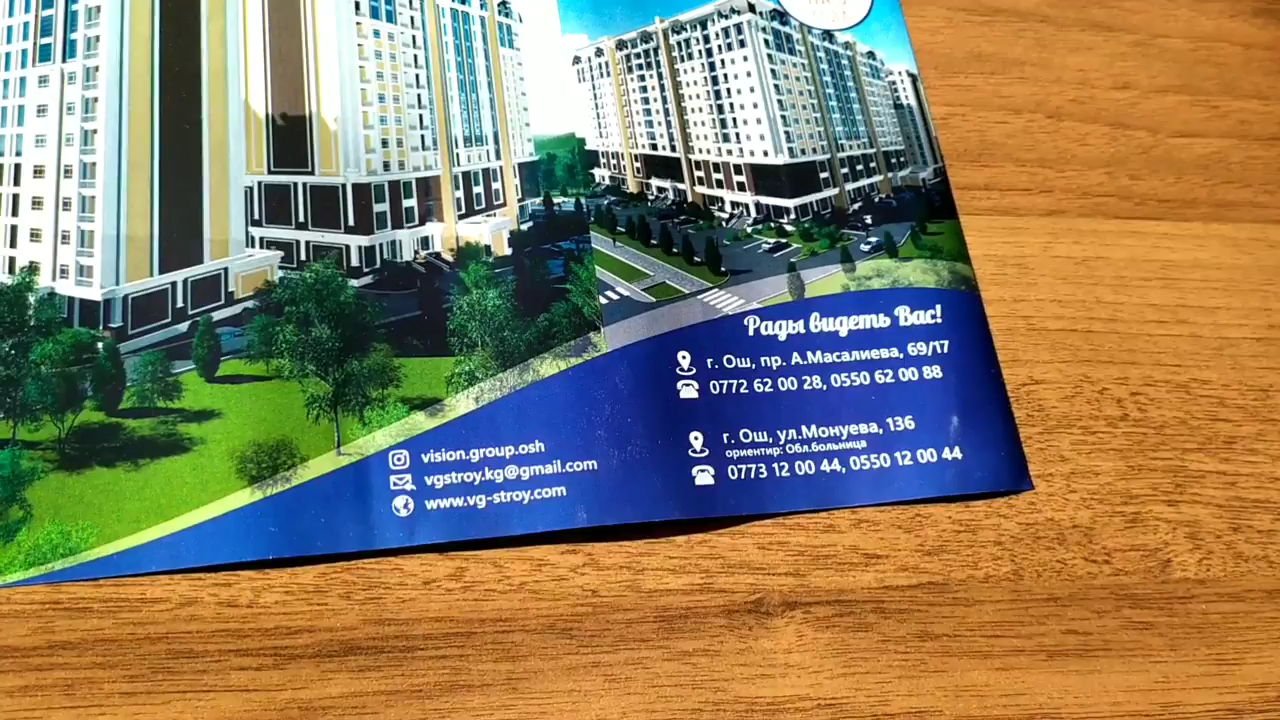 Рады видеть Вас!
г. Ош, пр. А.Масалиева, 69/17
0772 62 00 28, 0550 62 00 88
г. Ош, ул.Монуева, 136
ориентир: Обл.больница
0773 12 00 44, 0550 12 00 44
vision.group.osh
vgstroy.kg@gmail.com
www.vg-stroy.com